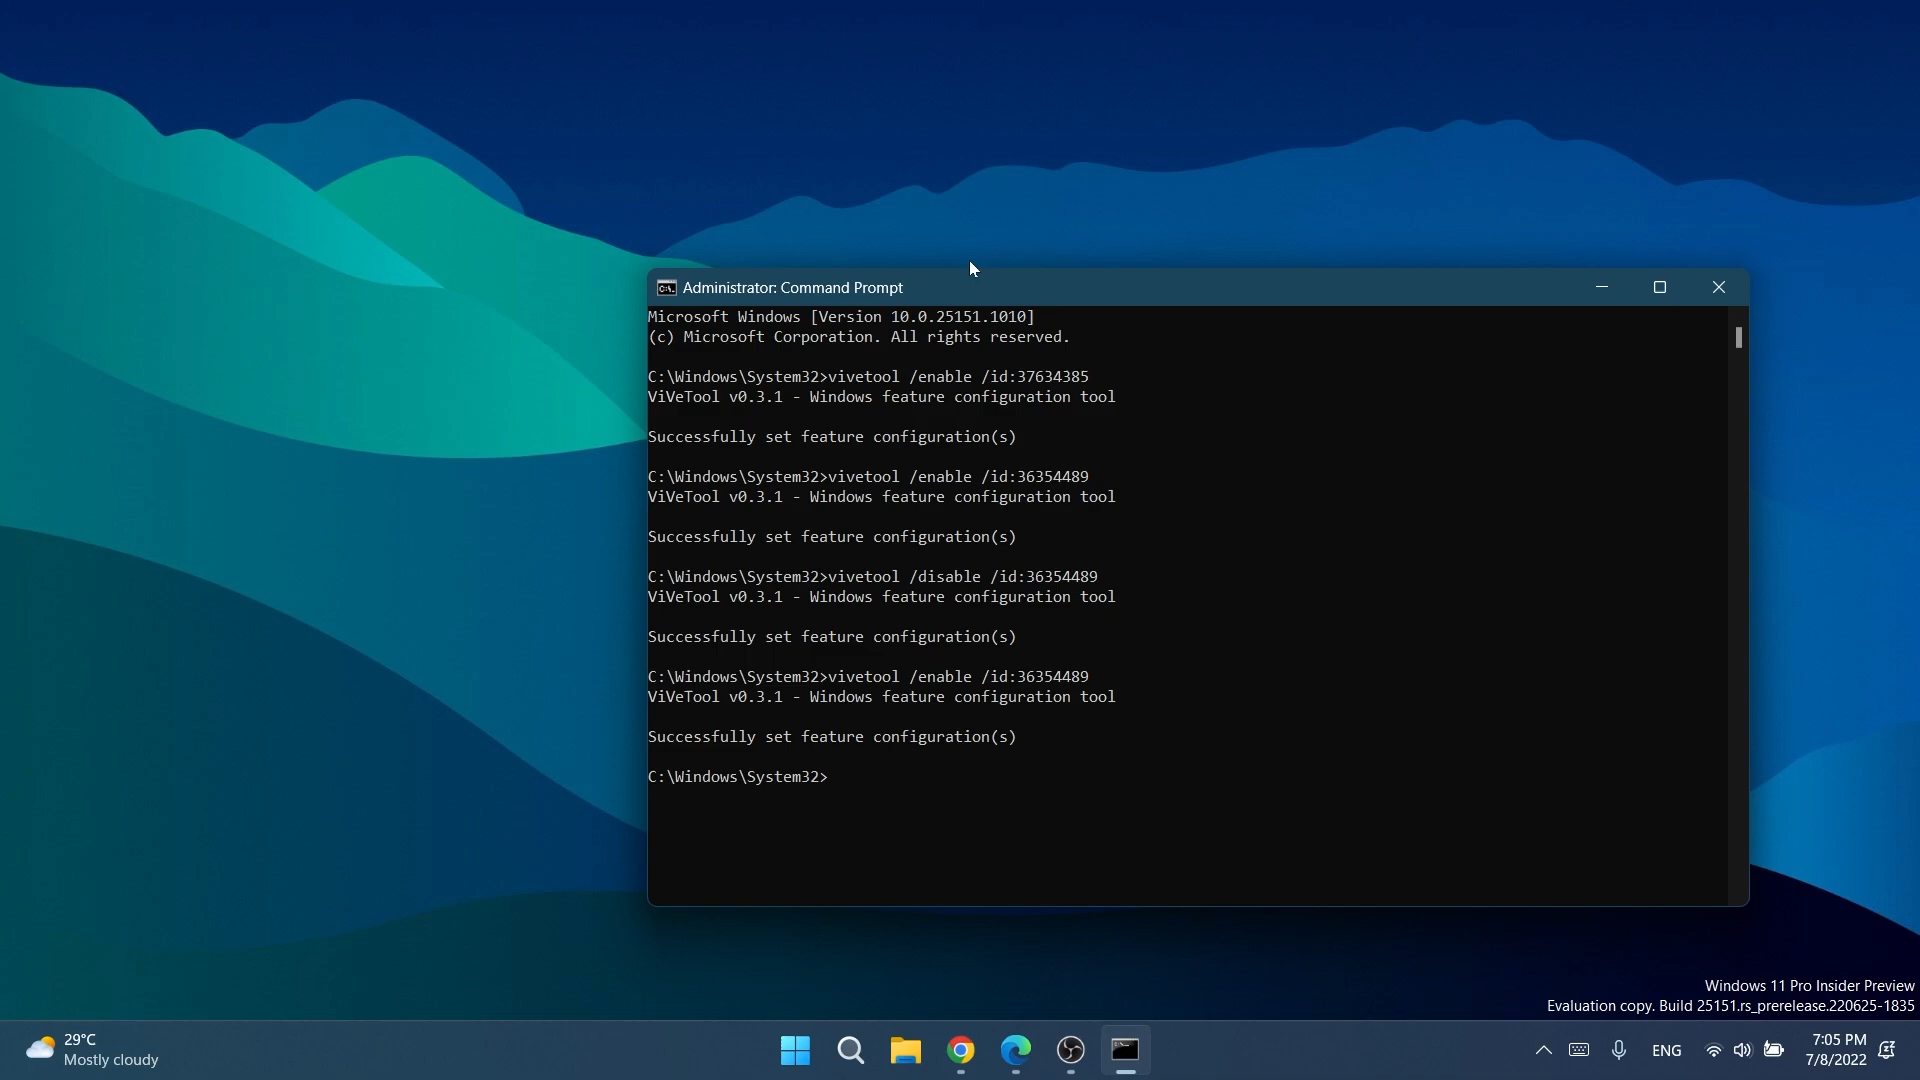 Administrator: Command Prompt
Microsoft Windows [Version 10.0.25151.1010]
(c) Microsoft Corporation. All rights reserved.
C:\Windows\System32>vivetool /enable /id:37634385
ViVeTool v0.3.1 - Windows feature configuration tool
Successfully set feature configuration(s)
C:\Windows\System32>vivetool /enable /id:36354489
ViVeTool v0.3.1 - Windows feature configuration tool
Successfully set feature configuration(s)
C:\Windows\System32>vivetool /disable /id:36354489
ViVeTool v0.3.1 - Windows feature configuration tool
Successfully set feature configuration(s)
C:\Windows\System32>vivetool /enable /id:36354489
ViVeTool v0.3.1 - Windows feature configuration tool
Successfully set feature configuration(s)
C:\Windows\System32>
Windows 11 Pro Insider Preview
Evaluation copy. Build 25151.rs_prerelease.220625-1835
29°C
Mostly cloudy
ENG
7:05 PM
7/8/2022